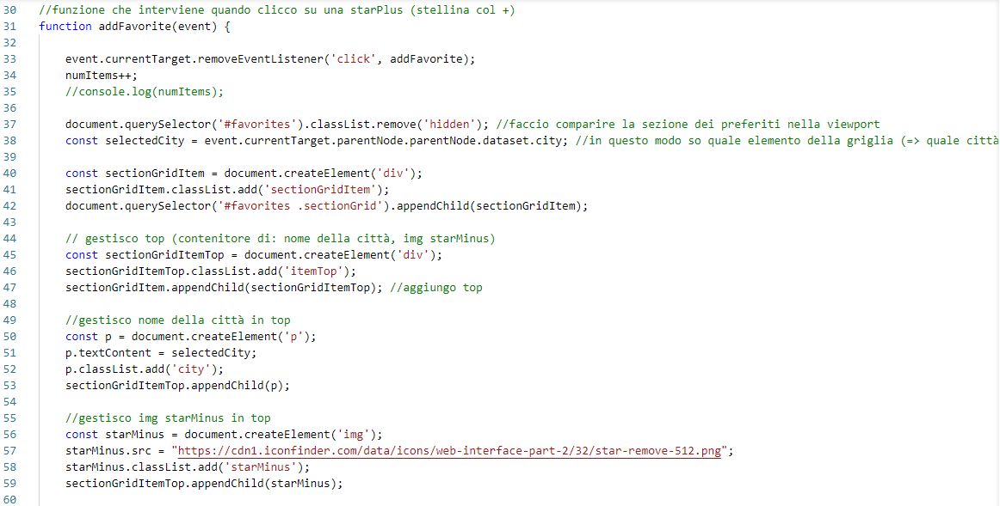 30 //funzione che interviene quando clicco su una starPlus (stellina col +)
31 function addFavorite(event) {
32
33 event.currentTarget.removeEventListener('click', addFavorite);
34 numItems++;
35 //console.log(numItems);
36
37 document.querySelector('#favorites').classList.remove('hidden'); //faccio comparire la sezione dei preferiti nella viewport
38 const selectedCity = event.currentTarget.parentNode.parentNode.dataset.city; //in questo modo so quale elemento della griglia (=> quale città
39
40 const sectionGridItem = document.createElement('div');
41 sectionGridItem.classList.add('sectionGridItem');
42 document.querySelector('#favorites .sectionGrid').appendChild(sectionGridItem);
43
44 // gestisco top (contenitore di: nome della città, img starMinus)
45 const sectionGridItemTop = document.createElement('div');
46 sectionGridItemTop.classList.add('itemTop');
47 sectionGridItem.appendChild(sectionGridItemTop); //aggiungo top
48
49 //gestisco nome della città in top
50 const p = document.createElement('p');
51 p.textContent = selectedCity;
52 p.classList.add('city');
53 sectionGridItemTop.appendChild(p);
54
55 //gestisco img starMinus in top
56 const starMinus = document.createElement('img');
57 starMinus.src = "https://cdn1.iconfinder.com/data/icons/web-interface-part-2/32/star-remove-512.png";
58 starMinus.classList.add('starMinus');
59 sectionGridItemTop.appendChild(starMinus);
60